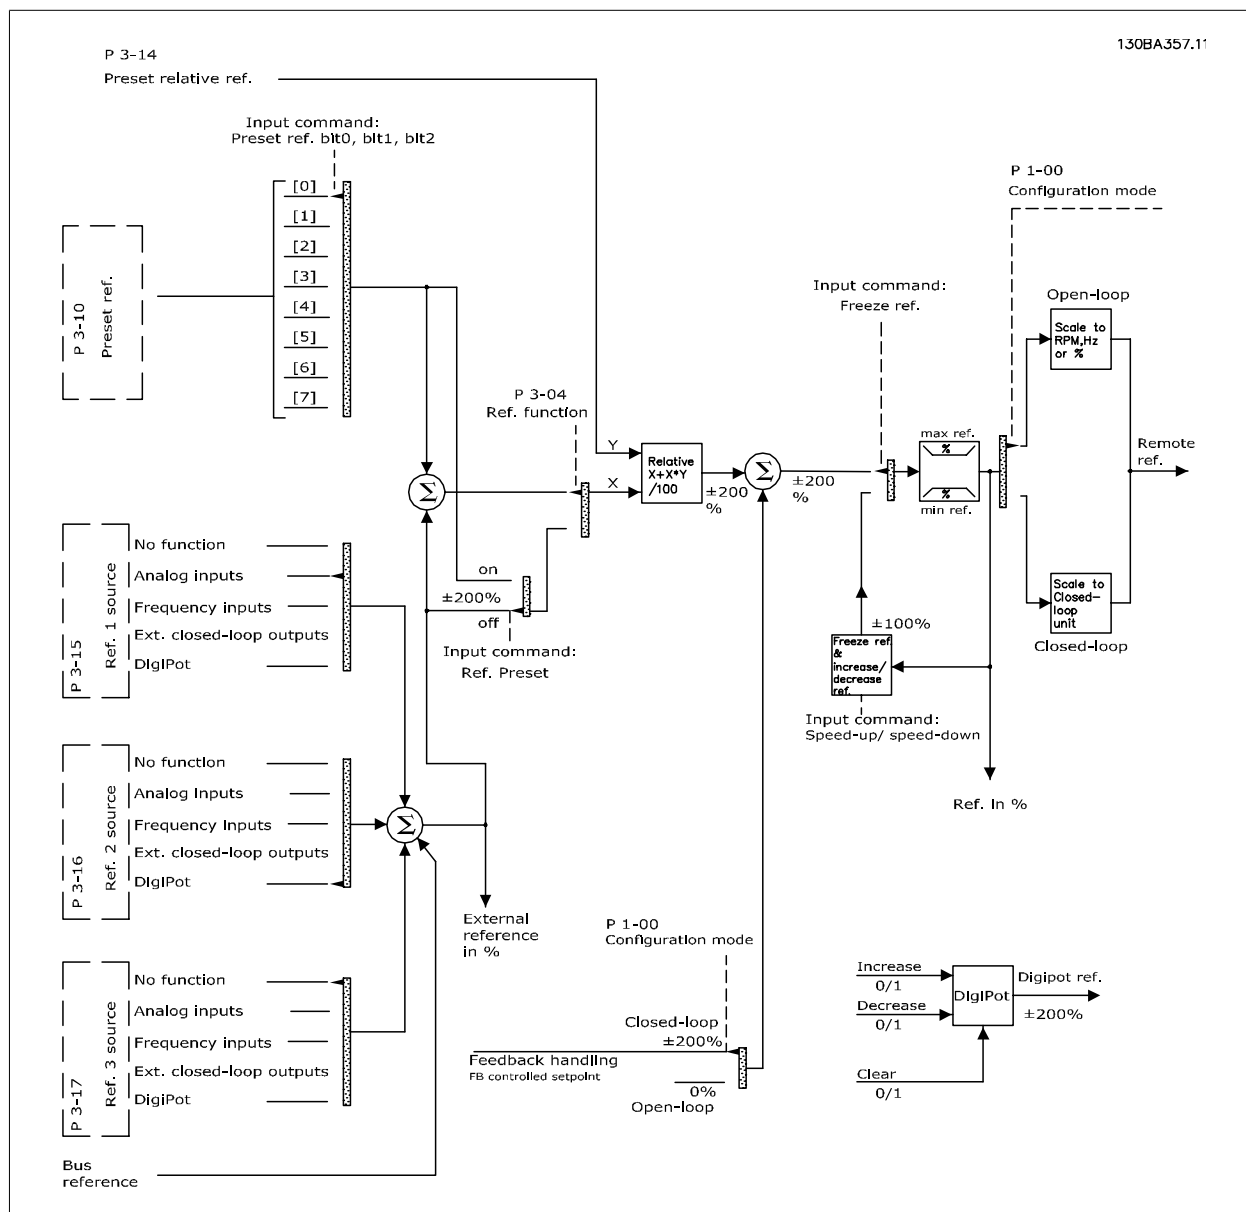 130BA357.11
P 3-14
Preset relative ref.
Input command:
Preset ref. bit0, bit1, bit2
[0]
[1]
[2]
[3]
[4]
[5]
[6]
[7]
P 3-10
Preset ref.
P 1-00
Configuration mode
Input command:
Freeze ref.
Open-loop
Scale to
RPM,Hz
or %
P 3-04
Ref. function
Y
X
Relative
X+X*Y
/100
±200
%
Σ
±200
%
max ref.
%
%
min ref.
Remote
ref.
Σ
on
±200%
off
Input command:
Ref. Preset
Scale to
Closed-
loop
unit
Closed-loop
±100%
Freeze ref.
&
increase/
decrease
ref.
Input command:
Speed-up/ speed-down
Ref. in %
P 3-15
Ref. 1 source
No function
Analog inputs
Frequency inputs
Ext. closed-loop outputs
DigiPot
P 3-16
Ref. 2 source
No function
Analog inputs
Frequency inputs
Ext. closed-loop outputs
DigiPot
Σ
External
reference
in %
P 3-17
Ref. 3 source
No function
Analog inputs
Frequency inputs
Ext. closed-loop outputs
DigiPot
Bus
reference
P 1-00
Configuration mode
Closed-loop
±200%
Feedback handling
FB controlled setpoint
0%
Open-loop
Increase
0/1
Decrease
0/1
Clear
0/1
DigiPot
Digipot ref.
±200%